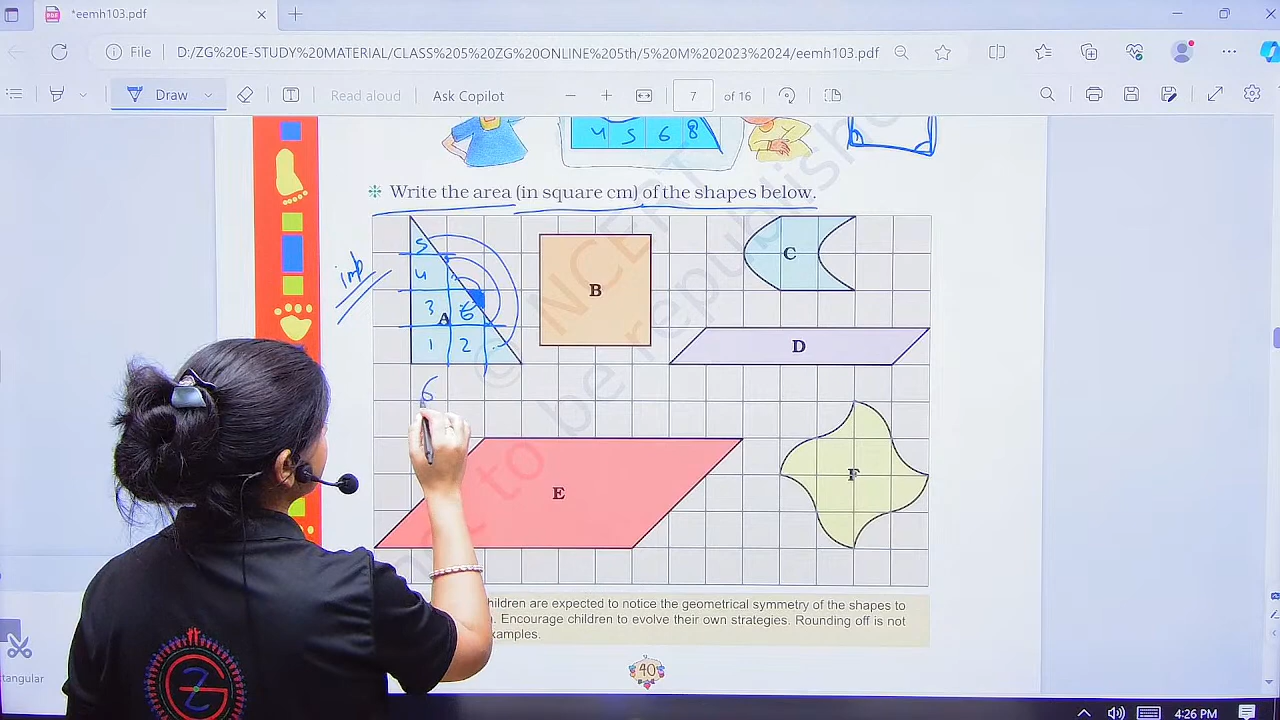 *eemh103.pdf
File
D:/ZG%20E-STUDY%20MATERIAL/CLASS%205%20ZG%20ONLINE%205th/5%20M%202023%2024/eemh103.pdf
Draw
Read aloud
Ask Copilot
7 of 16
4 5 6 8
Write the area (in square cm) of the shapes below.
imp
5
4
3 6
A
1 2
6
B
C
D
E
F
hildren are expected to notice the geometrical symmetry of the shapes to
. Encourage children to evolve their own strategies. Rounding off is not
xamples.
40
ctangular
4:26 PM